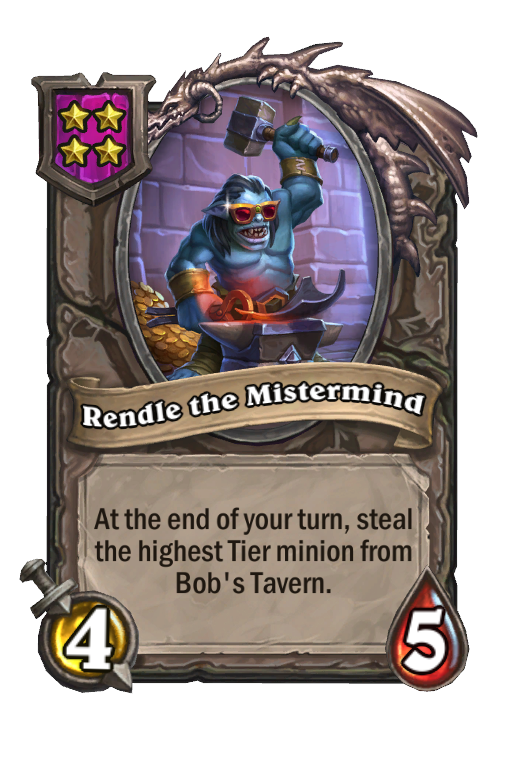 Rendle the Mistermind
At the end of your turn, steal
the highest Tier minion from
Bob's Tavern.
4
5